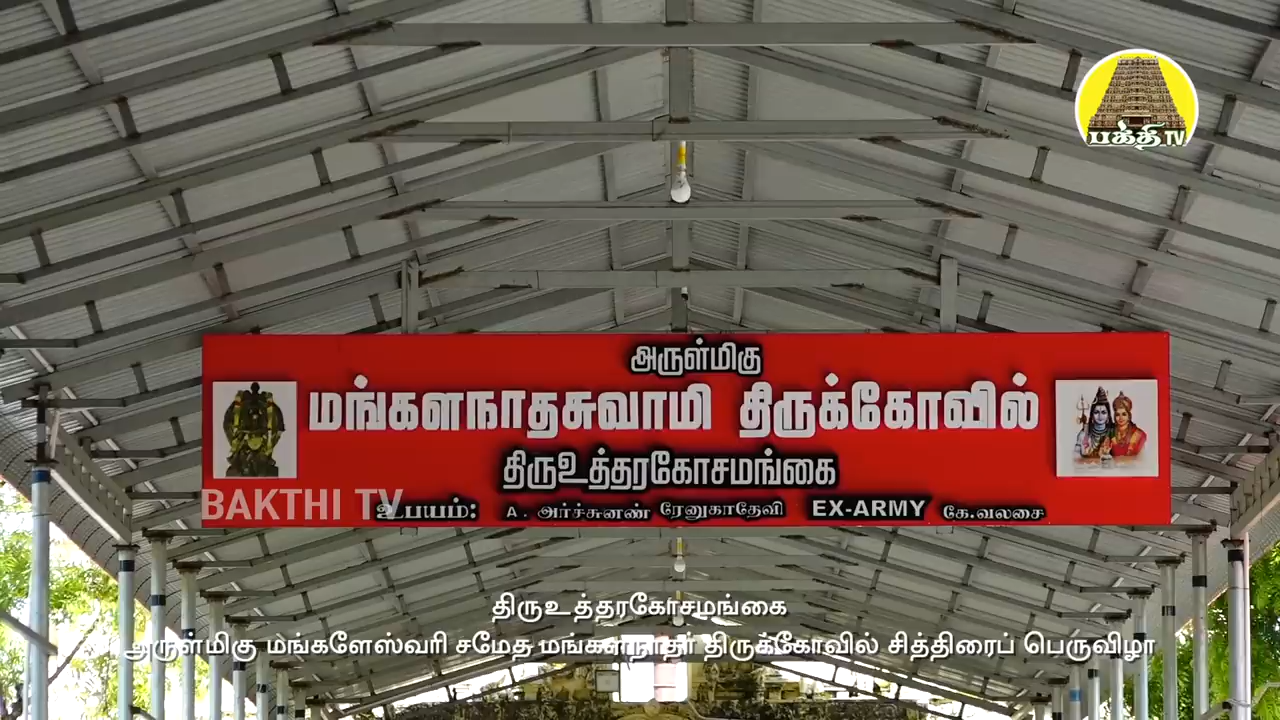 பக்தி.TV
அருள்மிகு
மங்களநாதசுவாமி திருக்கோவில்
திருஉத்தரகோசமங்கை
BAKTHI TV
உபயம்: A. அர்ச்சுனண் ரேனுகாதேவி EX-ARMY கே.வலசை
திருஉத்தரகோசமங்கை
அருள்மிகு மங்களேஸ்வரி சமேத மங்களநாதர் திருக்கோவில் சித்திரைப் பெருவிழா